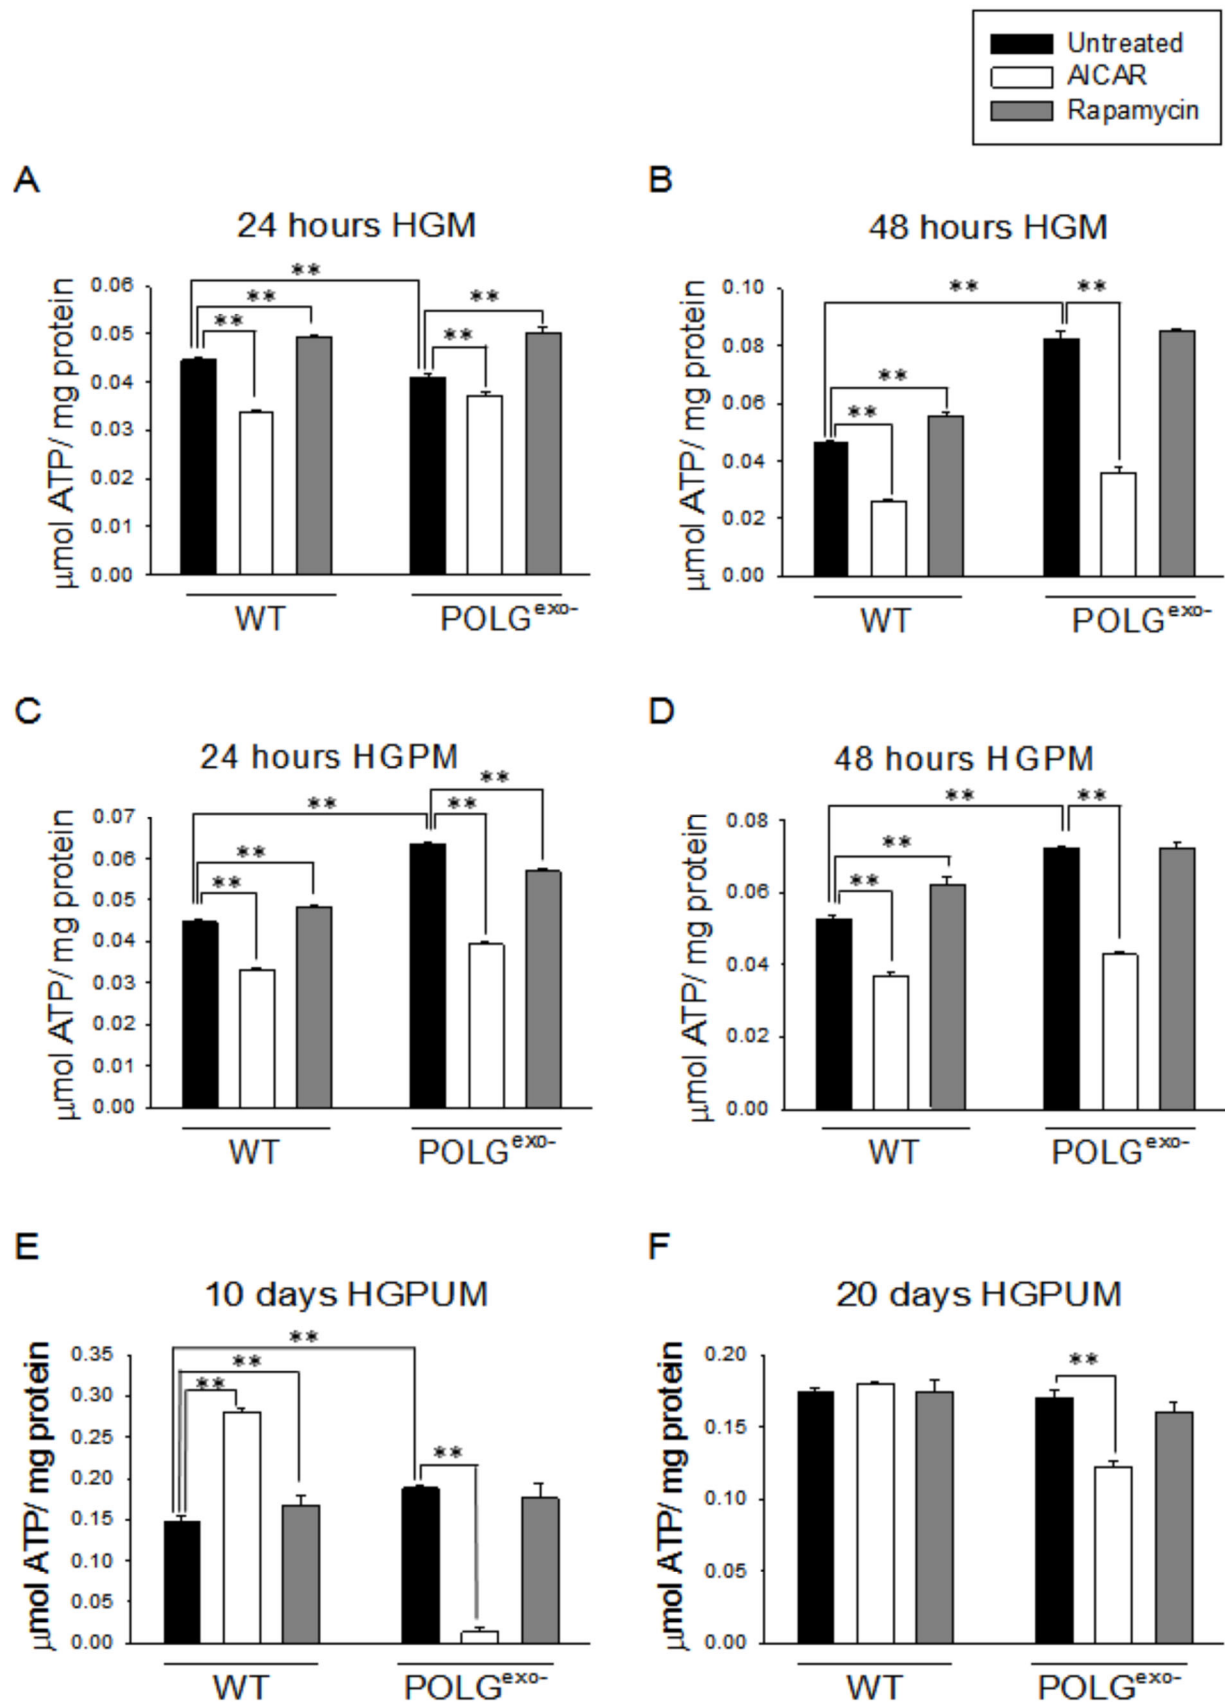 Untreated
AICAR
Rapamycin
A
24 hours HGM
μmol ATP/ mg protein
0.06
0.05
0.04
0.03
0.02
0.01
0.00
** ** ** ** **
WT
POLGexo-
B
48 hours HGM
μmol ATP/ mg protein
0.10
0.08
0.06
0.04
0.02
0.00
** ** ** **
WT
POLGexo-
C
24 hours HGPM
μmol ATP/ mg protein
0.07
0.06
0.05
0.04
0.03
0.02
0.01
0.00
** ** ** ** **
WT
POLGexo-
D
48 hours HGPM
μmol ATP/ mg protein
0.08
0.06
0.04
0.02
0.00
** ** ** **
WT
POLGexo-
E
10 days HGPUM
μmol ATP/ mg protein
0.35
0.30
0.25
0.20
0.15
0.10
0.05
0.00
** ** ** **
WT
POLGexo-
F
20 days HGPUM
μmol ATP/ mg protein
0.20
0.15
0.10
0.05
0.00
**
WT
POLGexo-